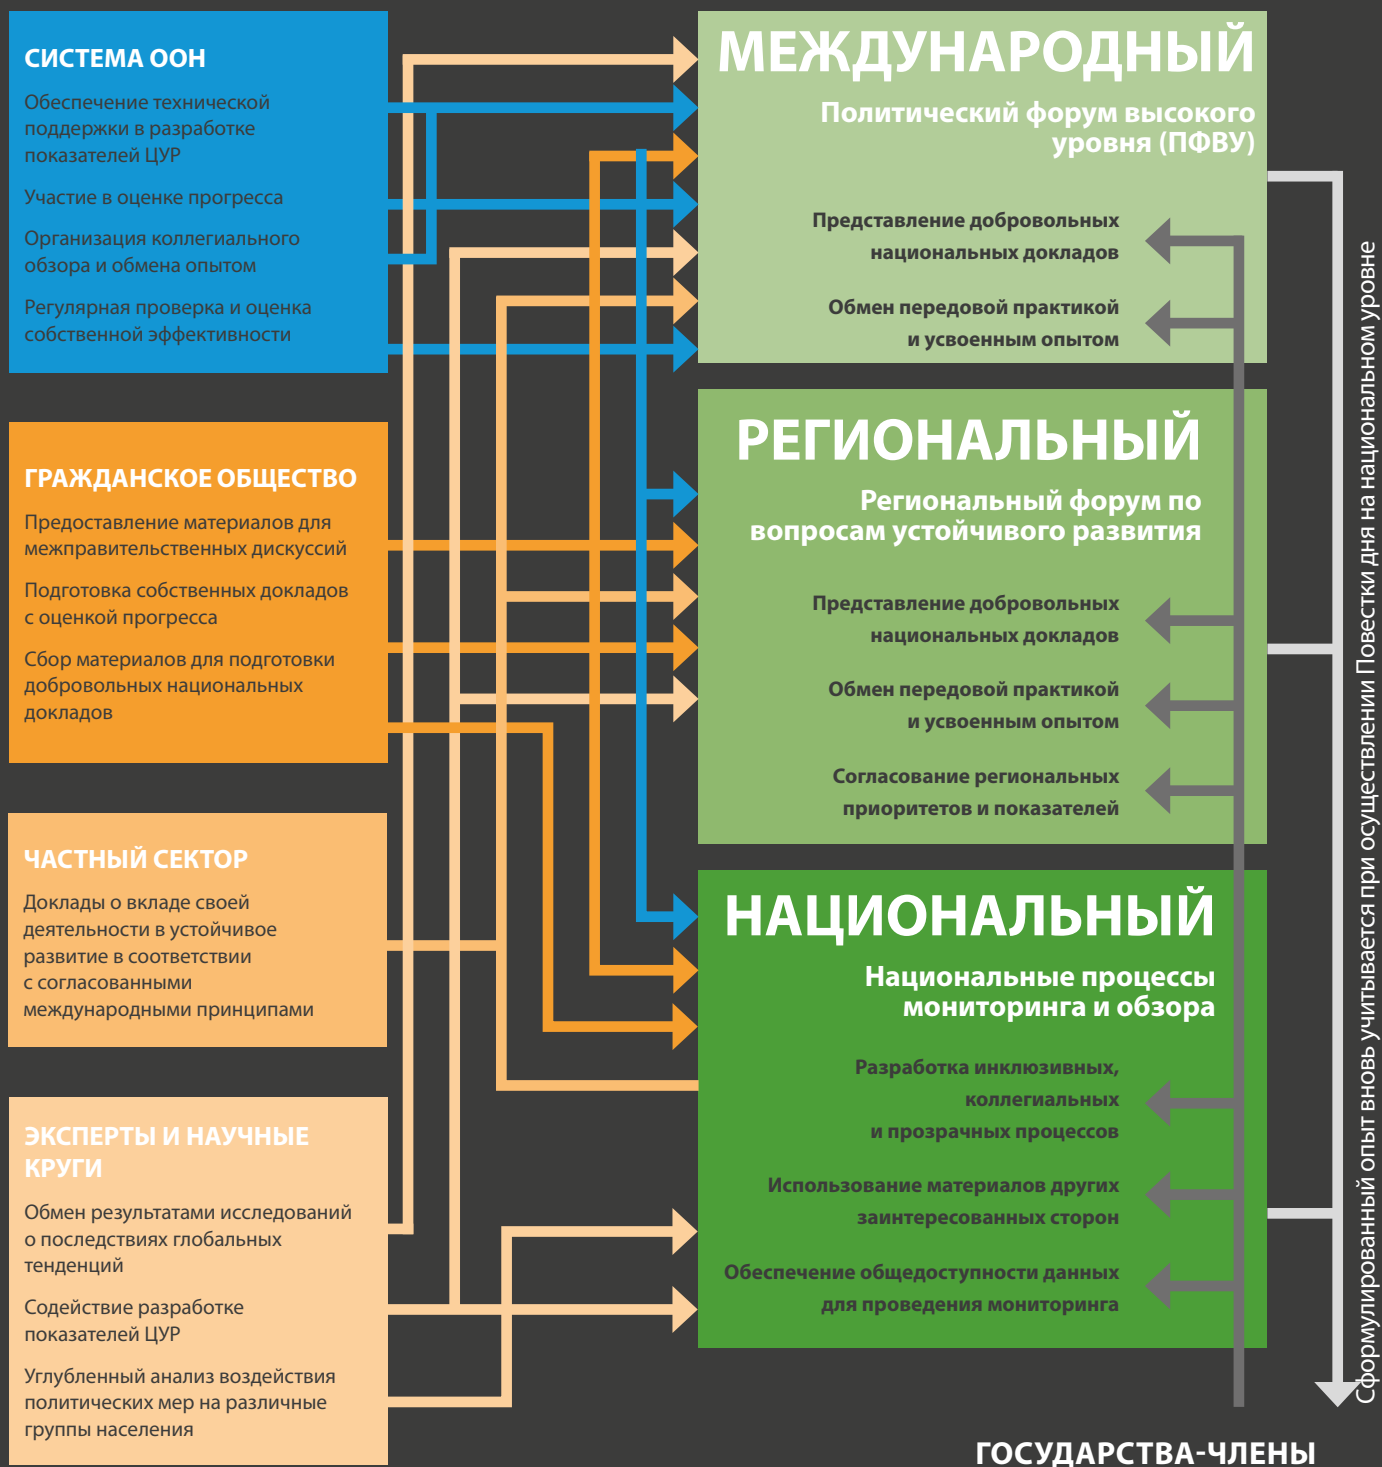 СИСТЕМА ООН
Обеспечение технической
поддержки в разработке
показателей ЦУР
Участие в оценке прогресса
Организация коллегиального
обзора и обмена опытом
Регулярная проверка и оценка
собственной эффективности
ГРАЖДАНСКОЕ ОБЩЕСТВО
Предоставление материалов для
межправительственных дискуссий
Подготовка собственных докладов
с оценкой прогресса
Сбор материалов для подготовки
добровольных национальных
докладов
ЧАСТНЫЙ СЕКТОР
Доклады о вкладе своей
деятельности в устойчивое
развитие в соответствии
с согласованными
международными принципами
ЭКСПЕРТЫ И НАУЧНЫЕ
КРУГИ
Обмен результатами исследований
о последствиях глобальных
тенденций
Содействие разработке
показателей ЦУР
Углубленный анализ воздействия
политических мер на различные
группы населения
МЕЖДУНАРОДНЫЙ
Политический форум высокого
уровня (ПФВУ)
Представление добровольных
национальных докладов
Обмен передовой практикой
и усвоенным опытом
РЕГИОНАЛЬНЫЙ
Региональный форум по
вопросам устойчивого развития
Представление добровольных
национальных докладов
Обмен передовой практикой
и усвоенным опытом
Согласование региональных
приоритетов и показателей
НАЦИОНАЛЬНЫЙ
Национальные процессы
мониторинга и обзора
Разработка инклюзивных,
коллегиальных
и прозрачных процессов
Использование материалов других
заинтересованных сторон
Обеспечение общедоступности данных
для проведения мониторинга
ГОСУДАРСТВА-ЧЛЕНЫ
Сформулированный опыт вновь учитывается при осуществлении Повестки дня на национальном уровне